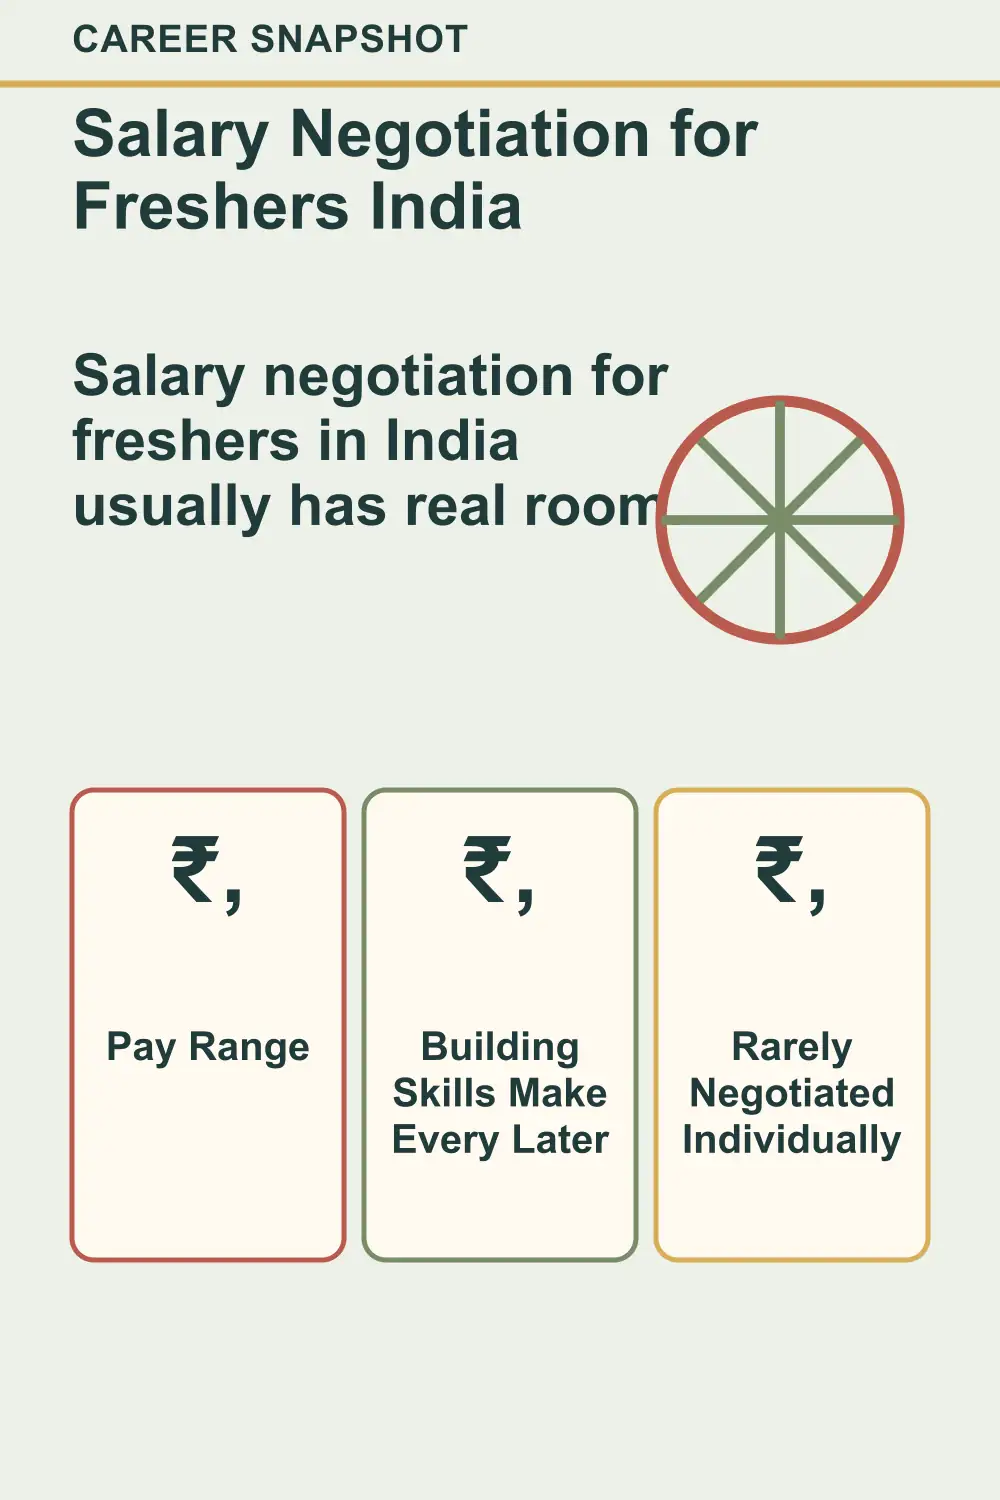 CAREER SNAPSHOT
Salary Negotiation for
Freshers India
Salary negotiation for
freshers in India
usually has real room
₹,
Pay Range
₹,
Building
Skills Make
Every Later
₹,
Rarely
Negotiated
Individually